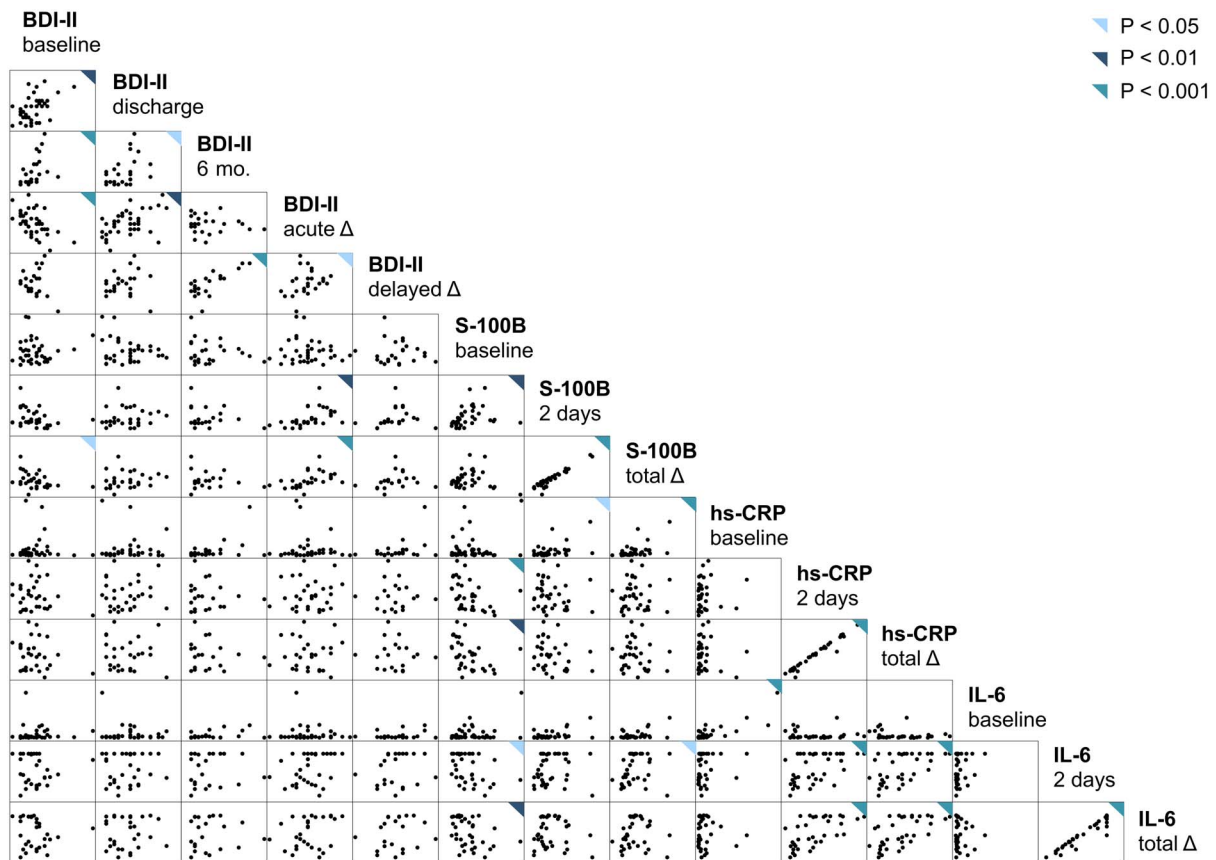 BDI-II
baseline
P < 0.05
P < 0.01
P < 0.001
BDI-II
discharge
BDI-II
6 mo.
BDI-II
acute Δ
BDI-II
delayed Δ
S-100B
baseline
S-100B
2 days
S-100B
total Δ
hs-CRP
baseline
hs-CRP
2 days
hs-CRP
total Δ
IL-6
baseline
IL-6
2 days
IL-6
total Δ